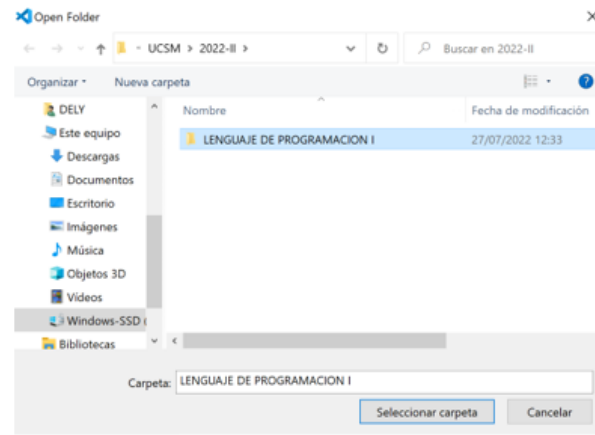 Open Folder
UCSM > 2022-II >
Buscar en 2022-II
Organizar
Nueva carpeta
DELY
Este equipo
Descargas
Documentos
Escritorio
Imágenes
Música
Objetos 3D
Vídeos
Windows-SSD (
Bibliotecas
Nombre
Fecha de modificación
LENGUAJE DE PROGRAMACION I
27/07/2022 12:33
Carpeta:
LENGUAJE DE PROGRAMACION I
Seleccionar carpeta
Cancelar